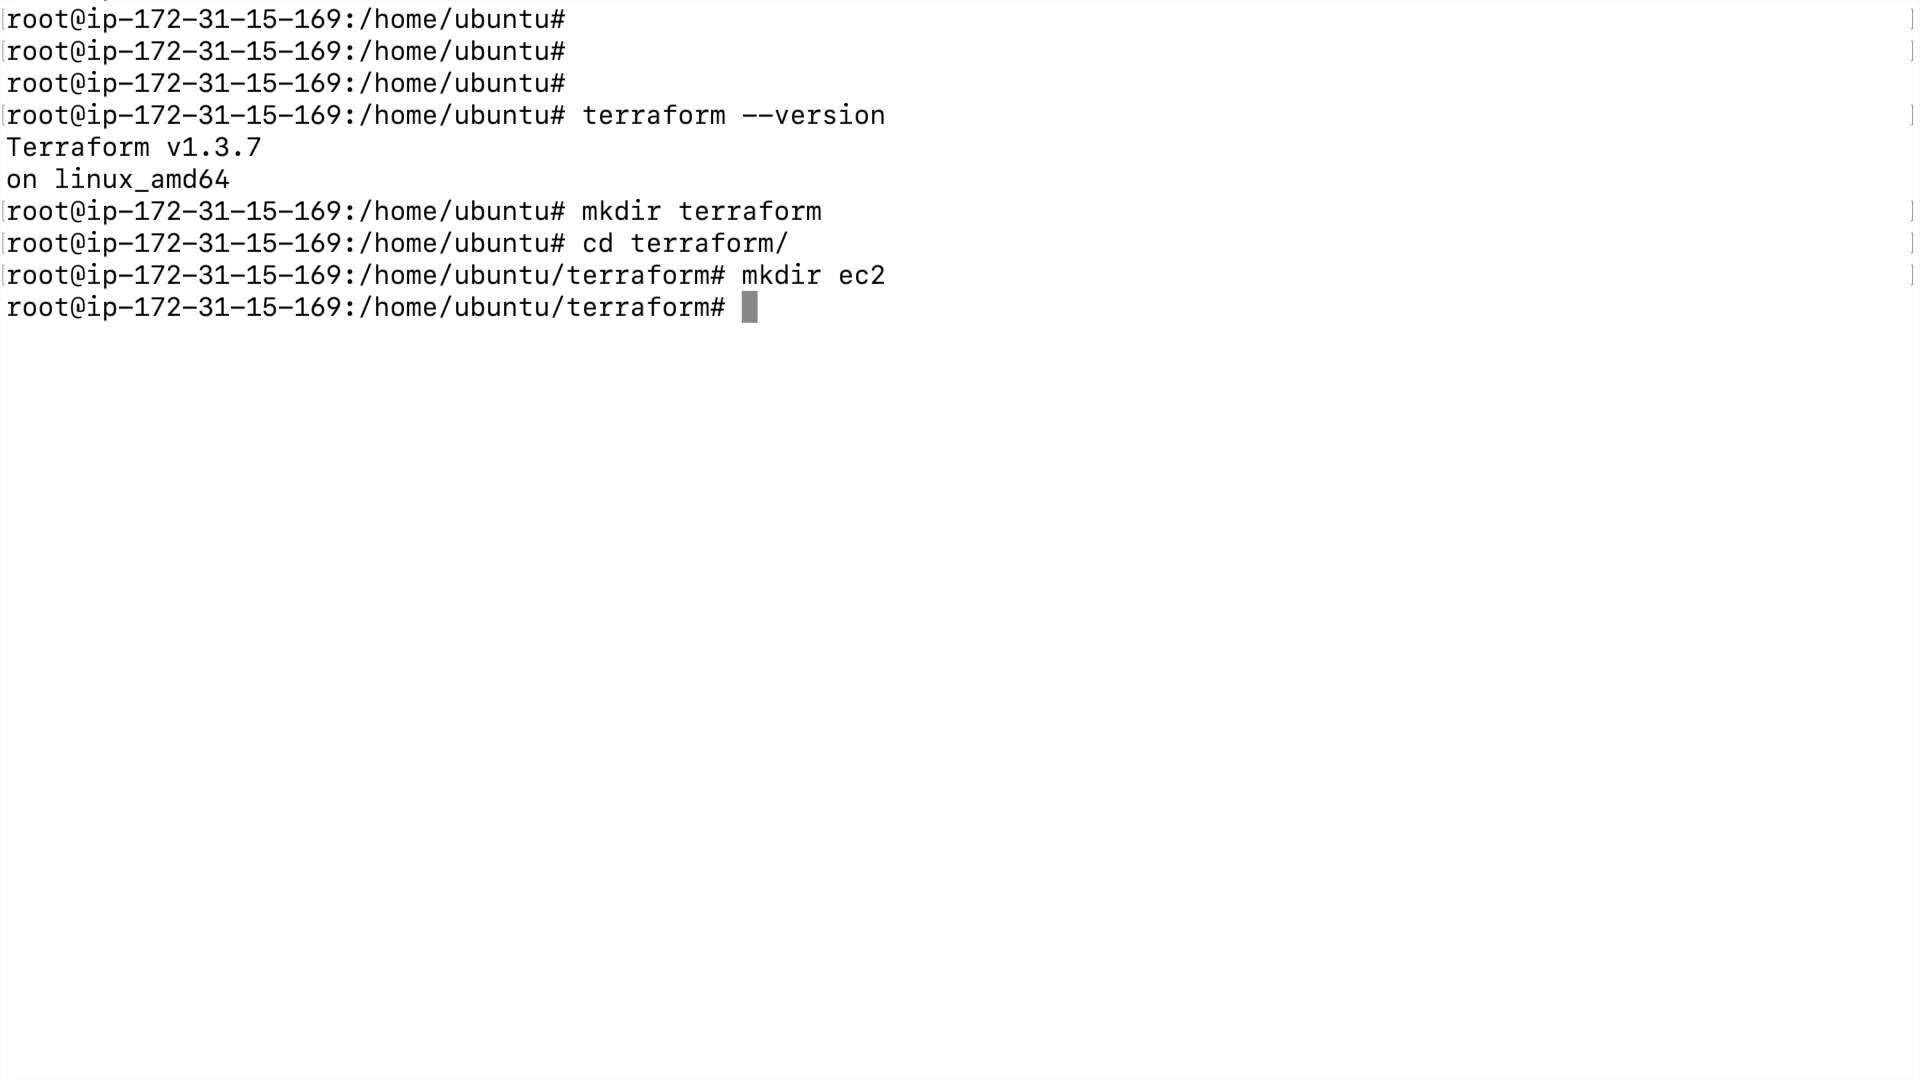 [root@ip-172-31-15-169:/home/ubuntu# ]
[root@ip-172-31-15-169:/home/ubuntu# ]
root@ip-172-31-15-169:/home/ubuntu#
[root@ip-172-31-15-169:/home/ubuntu# terraform --version ]
Terraform v1.3.7
on linux_amd64
[root@ip-172-31-15-169:/home/ubuntu# mkdir terraform ]
[root@ip-172-31-15-169:/home/ubuntu# cd terraform/ ]
[root@ip-172-31-15-169:/home/ubuntu/terraform# mkdir ec2 ]
root@ip-172-31-15-169:/home/ubuntu/terraform#